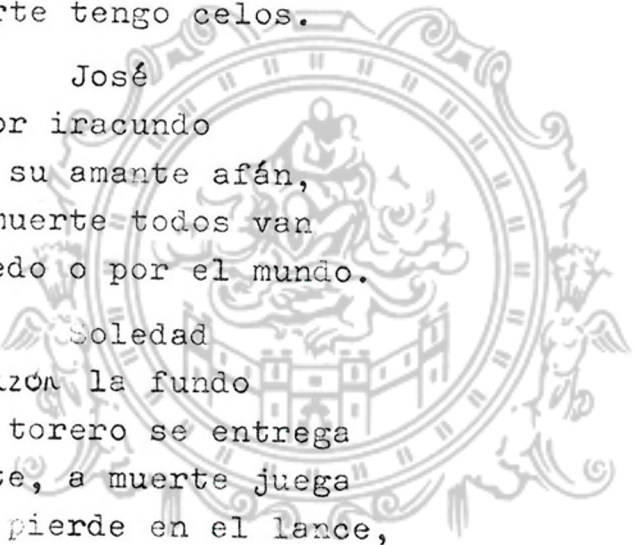 rte tengo celos.
José
or iracundo
su amante afán,
muerte todos van
edo o por el mundo.
Soledad
azón la fundo
torero se entrega
te, a muerte juega
pierde en el lance,